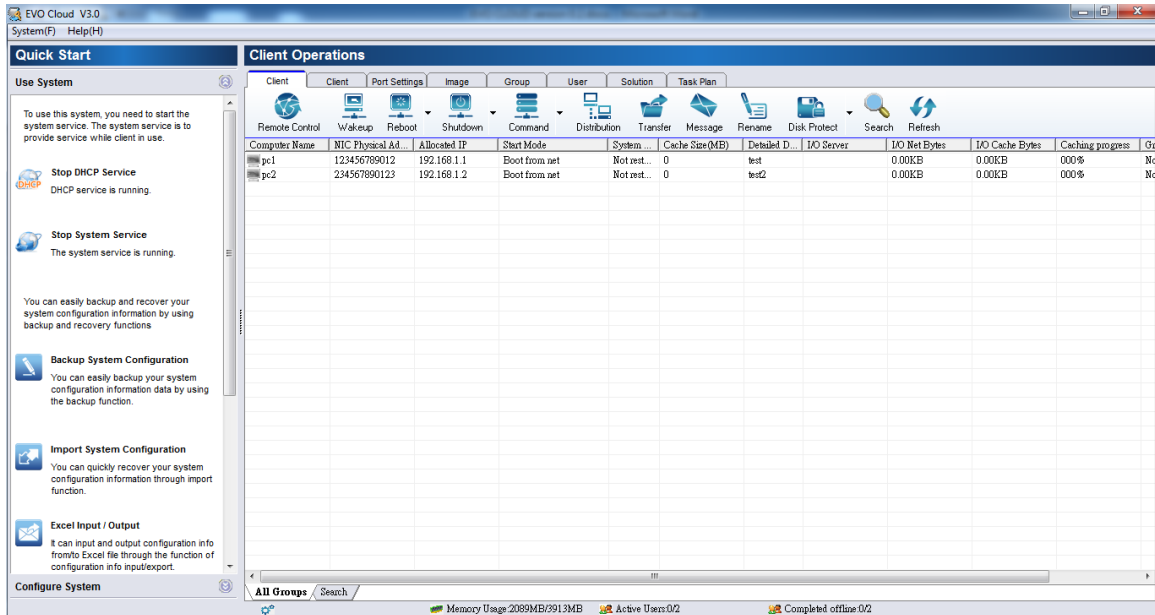 EVO Cloud V3.0
System(F) Help(H)
Quick Start
Use System
To use this system, you need to start the
system service. The system service is to
provide service while client in use.
DHCP
Stop DHCP Service
DHCP service is running.
Stop System Service
The system service is running.
You can easily backup and recover your
system configuration information by using
backup and recovery functions
Backup System Configuration
You can easily backup your system
configuration information data by using
the backup function.
Import System Configuration
You can quickly recover your system
configuration information through import
function.
Excel Input / Output
It can input and output configuration info
from/to Excel file through the function of
configuration info input/export.
Configure System
Client Operations
Client Client Port Settings Image Group User Solution Task Plan
Remote Control Wakeup Reboot Shutdown Command Distribution Transfer Message Rename Disk Protect Search Refresh
Computer Name NIC Physical Ad... Allocated IP Start Mode System ... Cache Size(MB) Detailed D... I/O Server I/O Net Bytes I/O Cache Bytes Caching progress Gr
pc1 123456789012 192.168.1.1 Boot from net Not rest... 0 test 0.00KB 0.00KB 000% No
pc2 234567890123 192.168.1.2 Boot from net Not rest... 0 test2 0.00KB 0.00KB 000% No
All Groups Search
Memory Usage:2089MB/3913MB Active Users:0/2 Completed offline:0/2